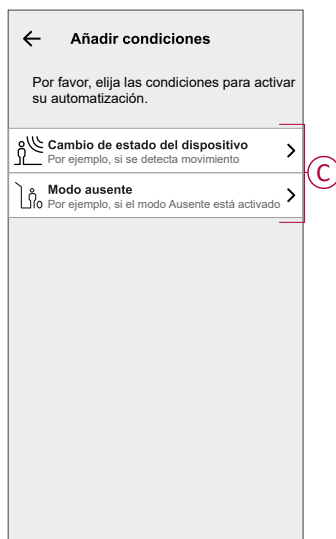 Añadir condiciones
Por favor, elija las condiciones para activar
su automatización.
Cambio de estado del dispositivo
Por ejemplo, si se detecta movimiento
Modo ausente
Por ejemplo, si el modo Ausente está activado
C